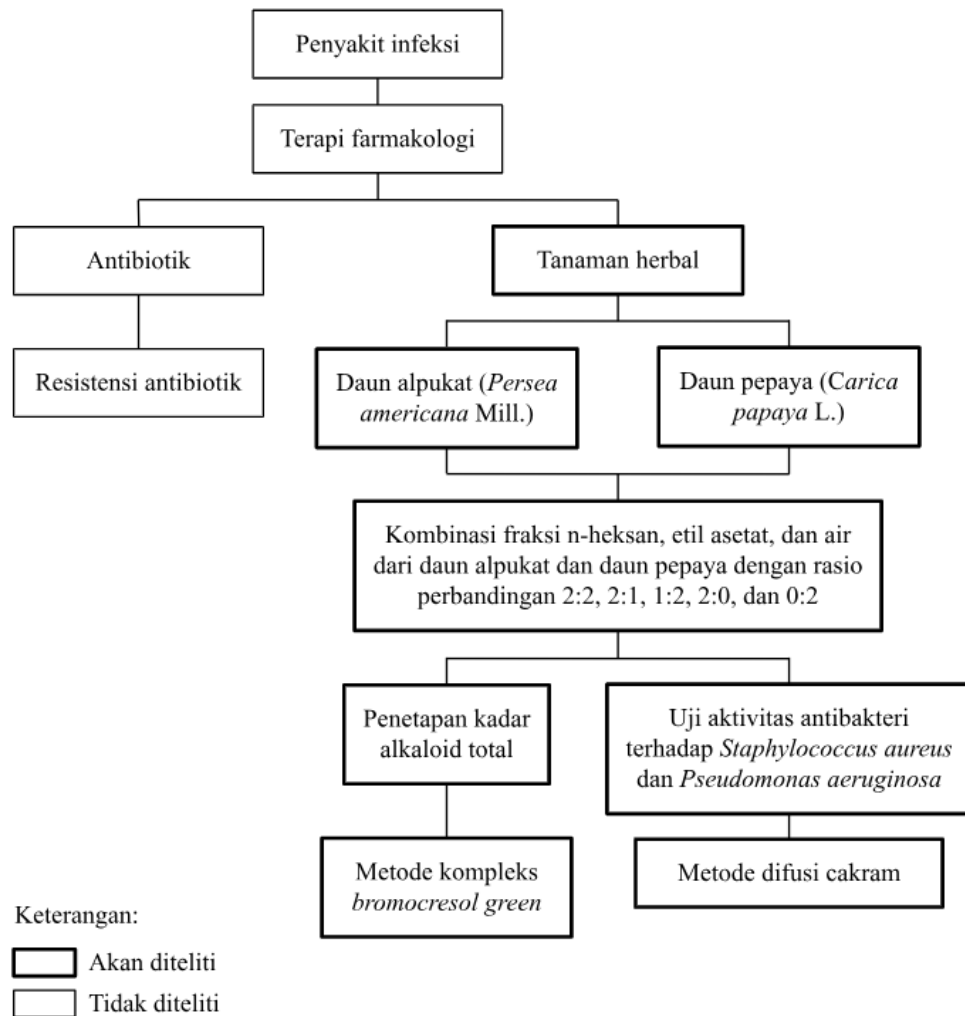 Penyakit infeksi
Terapi farmakologi
Antibiotik
Tanaman herbal
Resistensi antibiotik
Daun alpukat (Persea
americana Mill.)
Daun pepaya (Carica
papaya L.)
Kombinasi fraksi n-heksan, etil asetat, dan air
dari daun alpukat dan daun pepaya dengan rasio
perbandingan 2:2, 2:1, 1:2, 2:0, dan 0:2
Penetapan kadar
alkaloid total
Uji aktivitas antibakteri
terhadap Staphylococcus aureus
dan Pseudomonas aeruginosa
Metode kompleks
bromocresol green
Metode difusi cakram
Keterangan:
Akan diteliti
Tidak diteliti